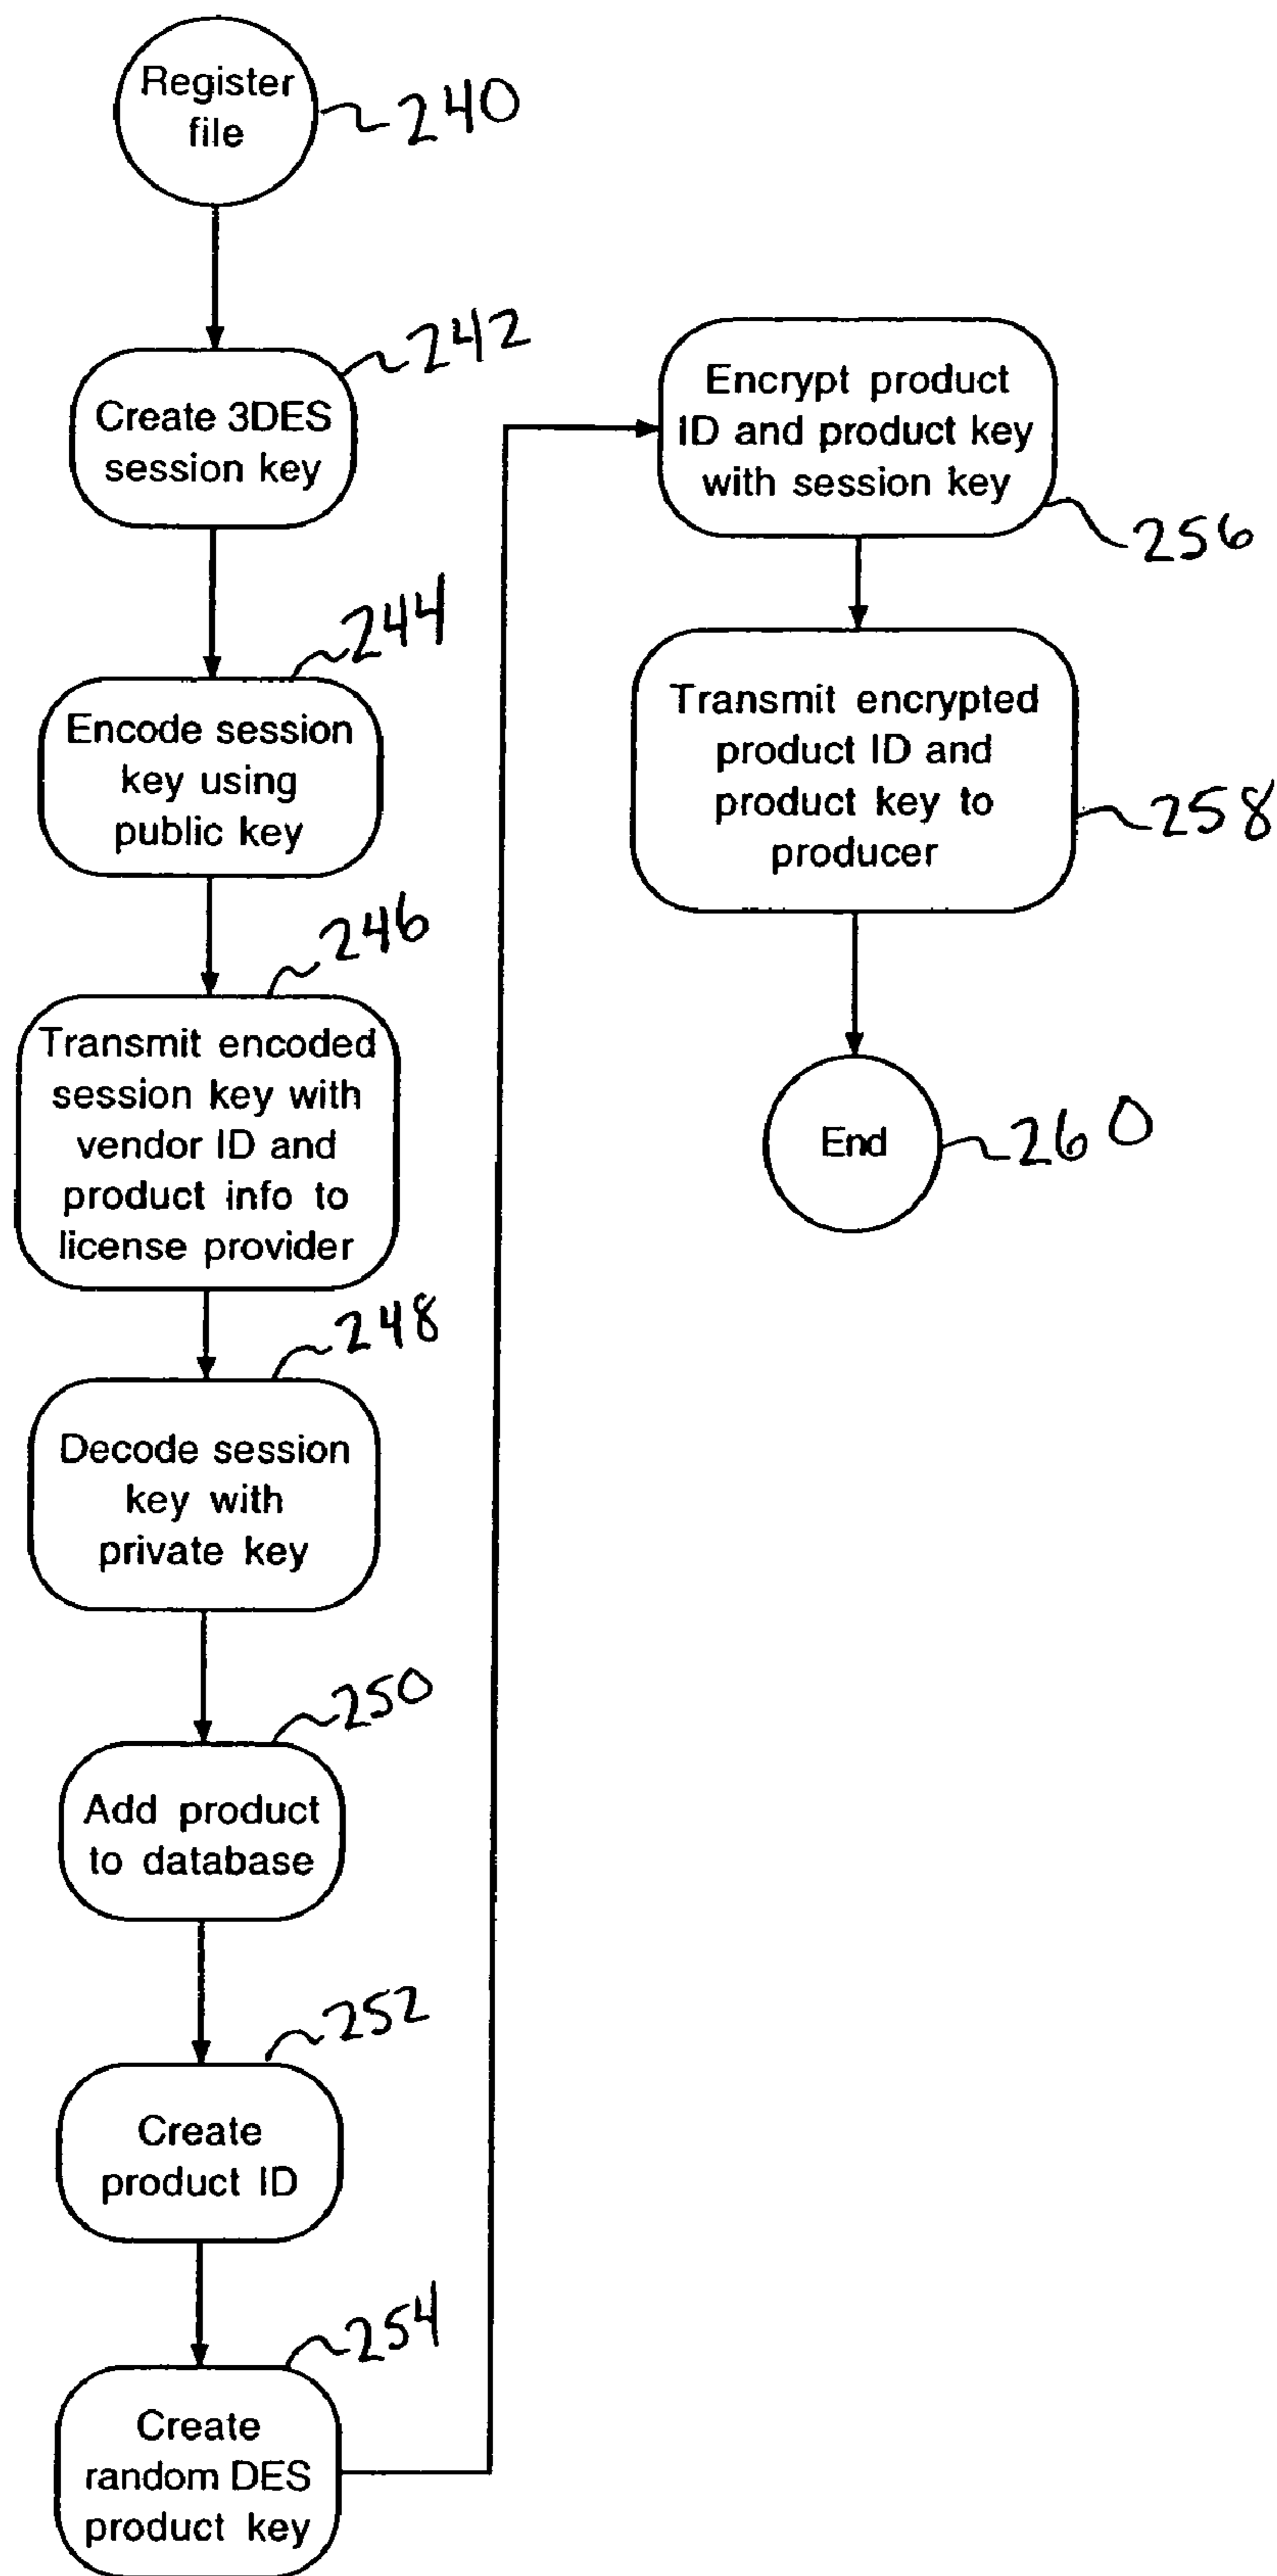 Register
file
240
242
Create 3DES
session key
244
Encode session
key using
public key
246
Transmit encoded
session key with
vendor ID and
product info to
license provider
248
Decode session
key with
private key
250
Add product
to database
252
Create
product ID
254
Create
random DES
product key
Encrypt product
ID and product key
with session key
256
Transmit encrypted
product ID and
product key to
producer
258
End
260